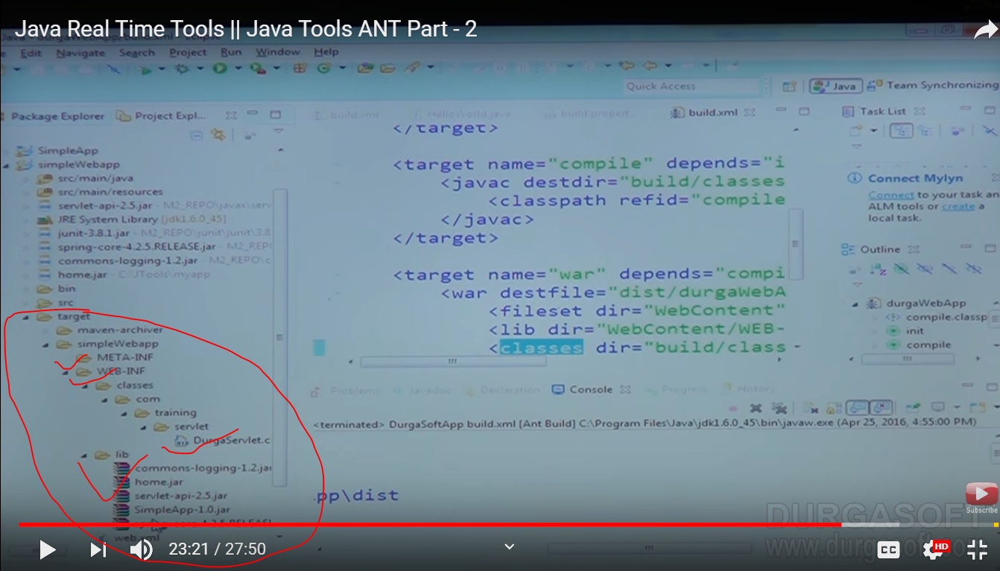 Java Real Time Tools || Java Tools ANT Part - 2
Edit Navigate Search Project Run Window Help
Quick Access
Java
Team Synchronizing
Package Explorer
Project Expl...
build.xml
HelloWorld.java
build.propert
build.xml
Task List
SimpleApp
simpleWebapp
src/main/java
src/main/resources
servlet-api-2.5.jar - M2_REPO\javax\serv
JRE System Library [jdk1.6.0_45]
junit-3.8.1.jar - M2_REPO\junit\junit\3.8
spring-core-4.2.5.RELEASE.jar - M2_REP
commons-logging-1.2.jar - M2_REPO\c
home.jar - C:\JTools\myapp
bin
src
target
maven-archiver
simpleWebapp
META-INF
WEB-INF
classes
com
training
servlet
DurgaServlet.c
lib
commons-logging-1.2.jar
home.jar
servlet-api-2.5.jar
SimpleApp-1.0.jar
web.xml
</target>
<target name="compile" depends="i
<javac destdir="build/classes
<classpath refid="compile
</javac>
</target>
<target name="war" depends="compi
<war destfile="dist/durgaWebA
<fileset dir="WebContent"
<lib dir="WebContent/WEB-
<classes dir="build/class
Connect Mylyn
Connect to your task an
ALM tools or create a
local task.
Outline
durgaWebApp
compile.classp
init
compile
Problems
Javadoc
Declaration
Console
Progress
History
<terminated> DurgaSoftApp build.xml [Ant Build] C:\Program Files\Java\jdk1.6.0_45\bin\javaw.exe (Apr 25, 2016, 4:55:00 PM)
pp\dist
Subscribe
DURGASOFT
www.durgasoft.com
23:21 / 27:50
CC
HD